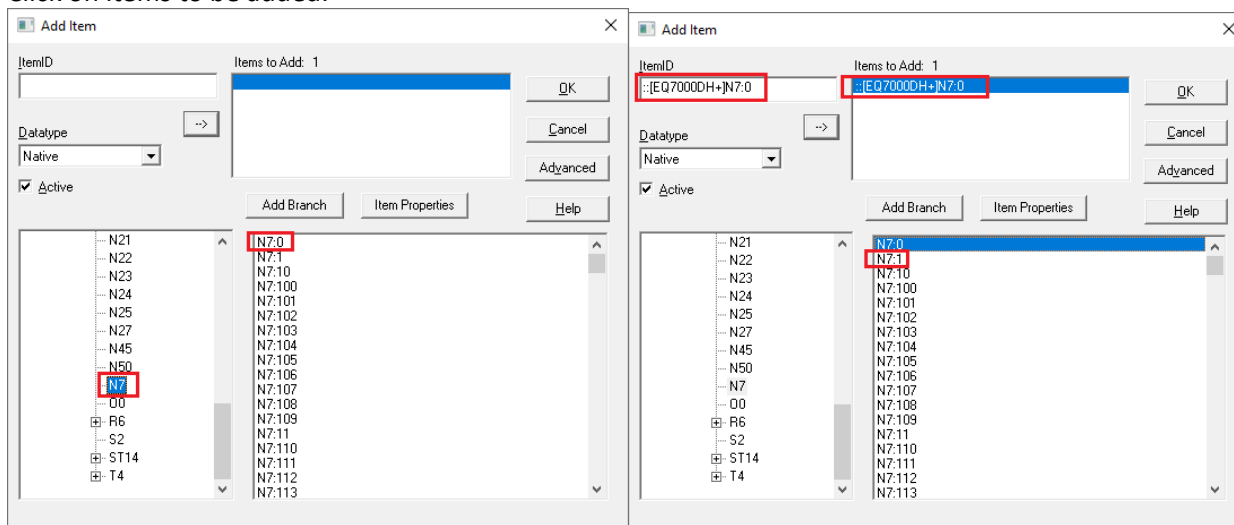 Click on Items to be added.
Add Item
ItemID
Items to Add: 1
OK
Datatype
-->
Cancel
Native
Advanced
Active
Add Branch
Item Properties
Help
N21
N22
N23
N24
N25
N27
N45
N50
N7
O0
R6
S2
ST14
T4
N7:0
N7:1
N7:10
N7:100
N7:101
N7:102
N7:103
N7:104
N7:105
N7:106
N7:107
N7:108
N7:109
N7:11
N7:110
N7:111
N7:112
N7:113
Add Item
ItemID
Items to Add: 1
::[EQ7000DH+]N7:0
::[EQ7000DH+]N7:0
OK
Datatype
-->
Cancel
Native
Advanced
Active
Add Branch
Item Properties
Help
N21
N22
N23
N24
N25
N27
N45
N50
N7
O0
R6
S2
ST14
T4
N7:0
N7:1
N7:10
N7:100
N7:101
N7:102
N7:103
N7:104
N7:105
N7:106
N7:107
N7:108
N7:109
N7:11
N7:110
N7:111
N7:112
N7:113